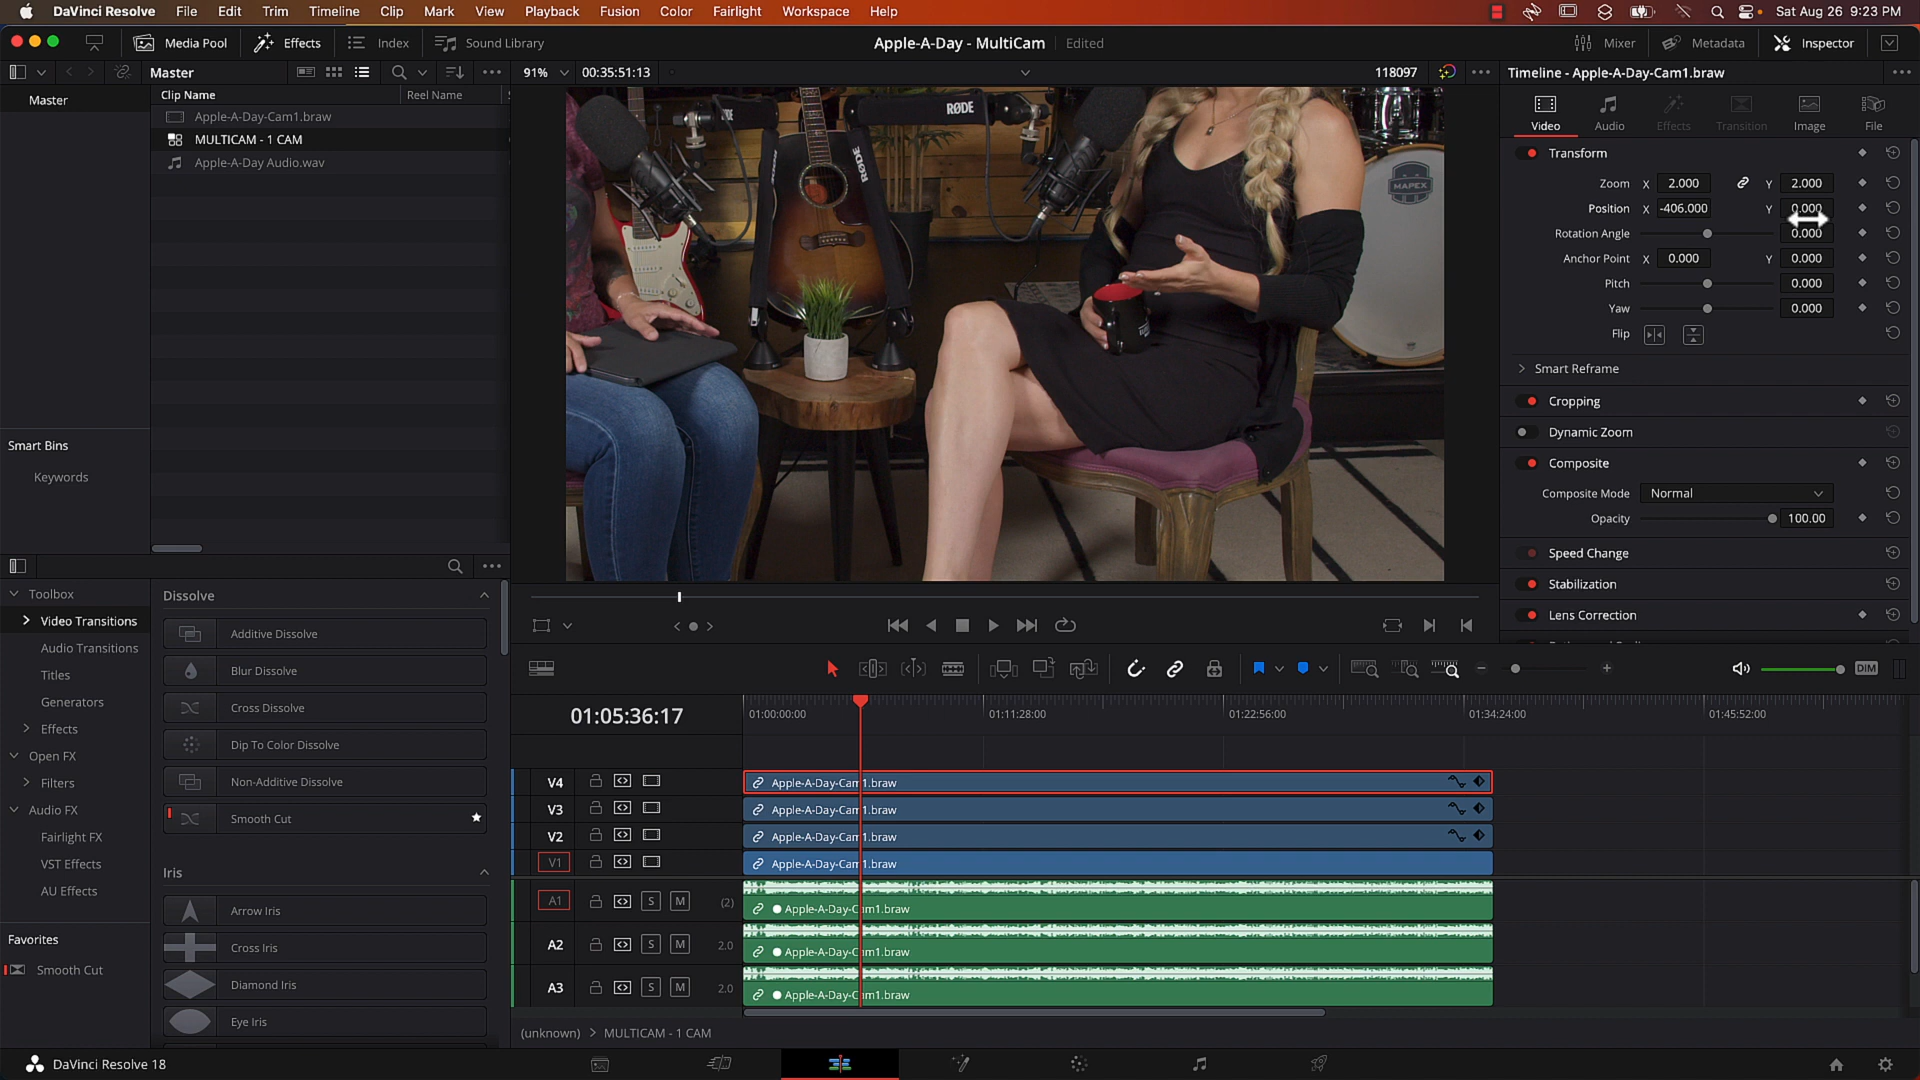 DaVinci Resolve File Edit Trim Timeline Clip Mark View Playback Fusion Color Fairlight Workspace Help Sat Aug 26 9:23 PM
Media Pool Effects Index Sound Library Apple-A-Day - MultiCam Edited Mixer Metadata Inspector
Master 91% 00:35:51:13 118097 Timeline - Apple-A-Day-Cam1.braw
Master
Clip Name Reel Name
Apple-A-Day-Cam1.braw
MULTICAM - 1 CAM
Apple-A-Day Audio.wav
Smart Bins
Keywords
RØDE
RØDE
MAPEX
Video Audio Effects Transition Image File
Transform
Zoom X 2.000 Y 2.000
Position X -406.000 Y 0.000
Rotation Angle 0.000
Anchor Point X 0.000 Y 0.000
Pitch 0.000
Yaw 0.000
Flip
Smart Reframe
Cropping
Dynamic Zoom
Composite
Composite Mode Normal
Opacity 100.00
Speed Change
Stabilization
Lens Correction
Toolbox
Video Transitions
Audio Transitions
Titles
Generators
Effects
Open FX
Filters
Audio FX
Fairlight FX
VST Effects
AU Effects
Favorites
Smooth Cut
Dissolve
Additive Dissolve
Blur Dissolve
Cross Dissolve
Dip To Color Dissolve
Non-Additive Dissolve
Smooth Cut
Iris
Arrow Iris
Cross Iris
Diamond Iris
Eye Iris
DIM
01:05:36:17 01:00:00:00 01:11:28:00 01:22:56:00 01:34:24:00 01:45:52:00
V4 Apple-A-Day-Cam1.braw
V3 Apple-A-Day-Cam1.braw
V2 Apple-A-Day-Cam1.braw
V1 Apple-A-Day-Cam1.braw
A1 S M (2) Apple-A-Day-Cam1.braw
A2 S M 2.0 Apple-A-Day-Cam1.braw
A3 S M 2.0 Apple-A-Day-Cam1.braw
(unknown) > MULTICAM - 1 CAM
DaVinci Resolve 18